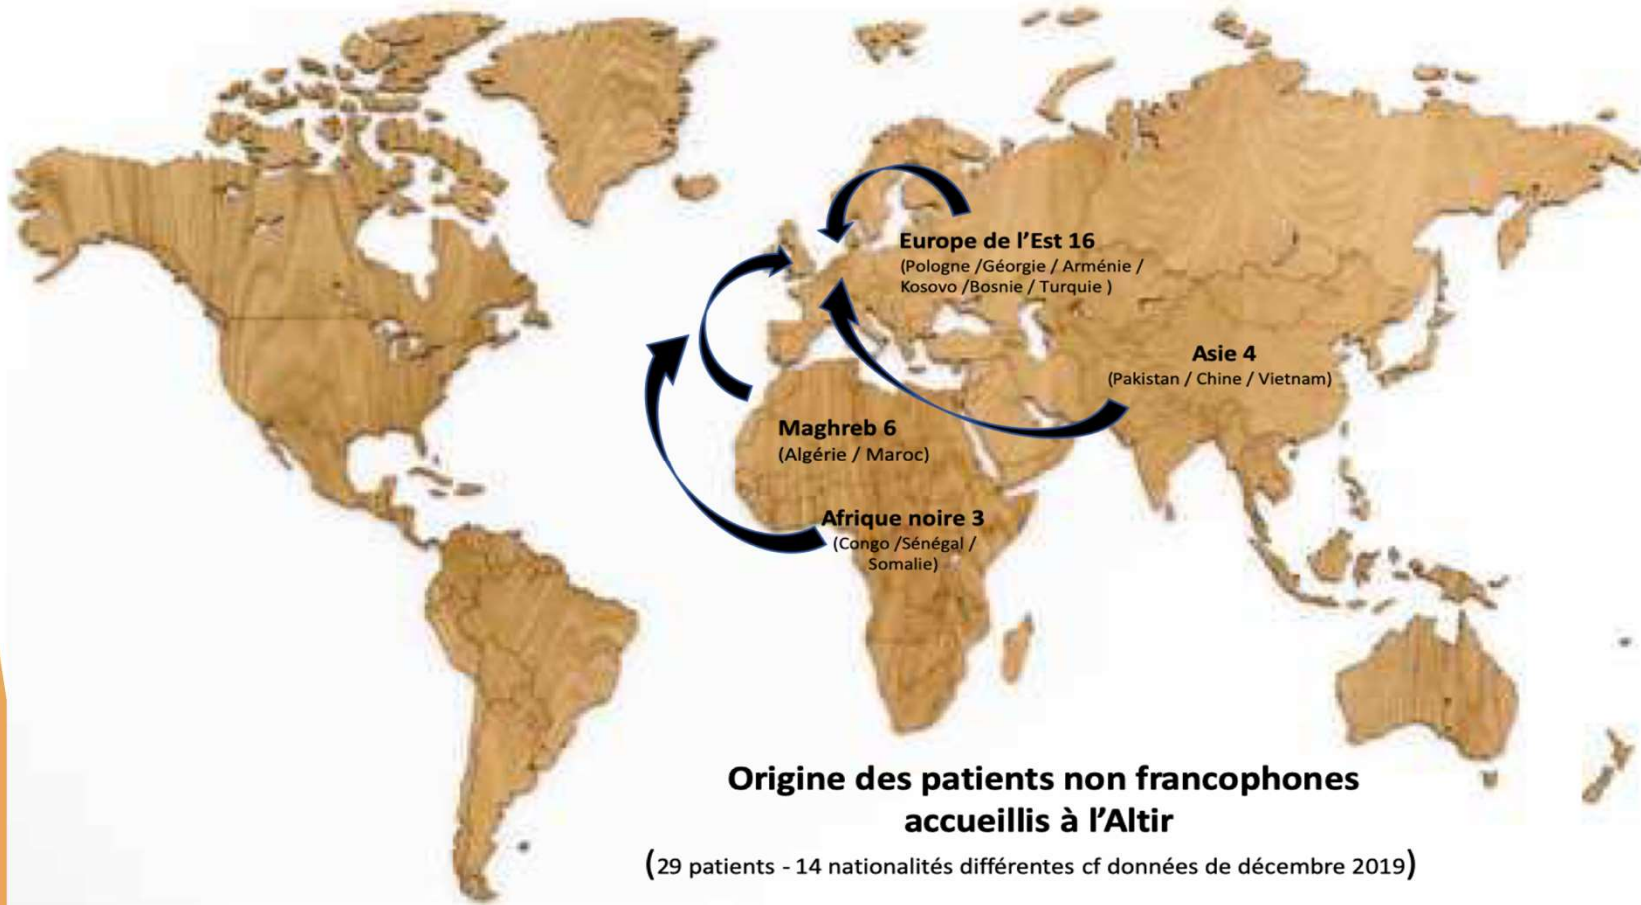 Europe de l'Est 16
(Pologne /Géorgie / Arménie /
Kosovo /Bosnie / Turquie )
Asie 4
(Pakistan / Chine / Vietnam)
Maghreb 6
(Algérie / Maroc)
Afrique noire 3
(Congo /Sénégal /
Somalie)
Origine des patients non francophones
accueillis à l'Altir
(29 patients - 14 nationalités différentes cf données de décembre 2019)